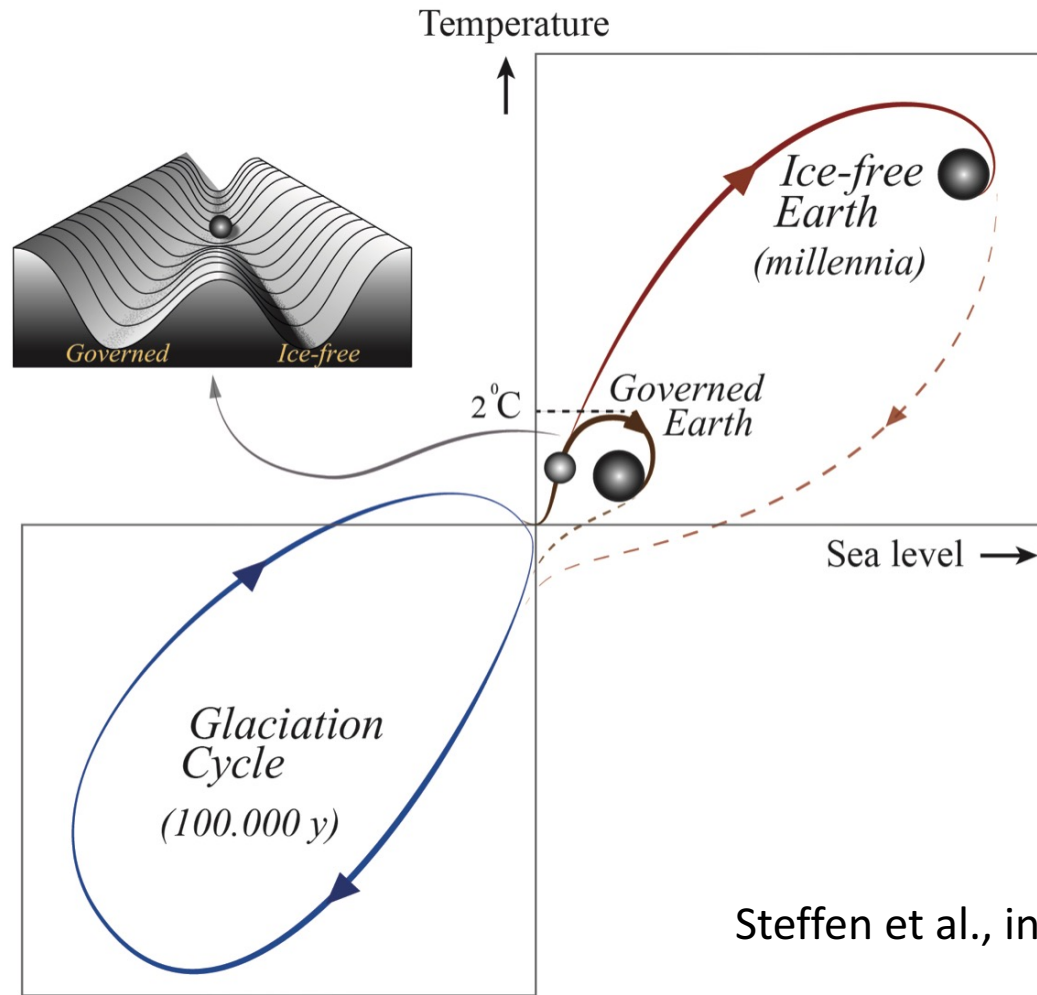 Temperature
Ice-free
Earth
(millennia)
Governed
Ice-free
2 °C
Governed
Earth
Sea level
Glaciation
Cycle
(100.000 y)
Steffen et al., in